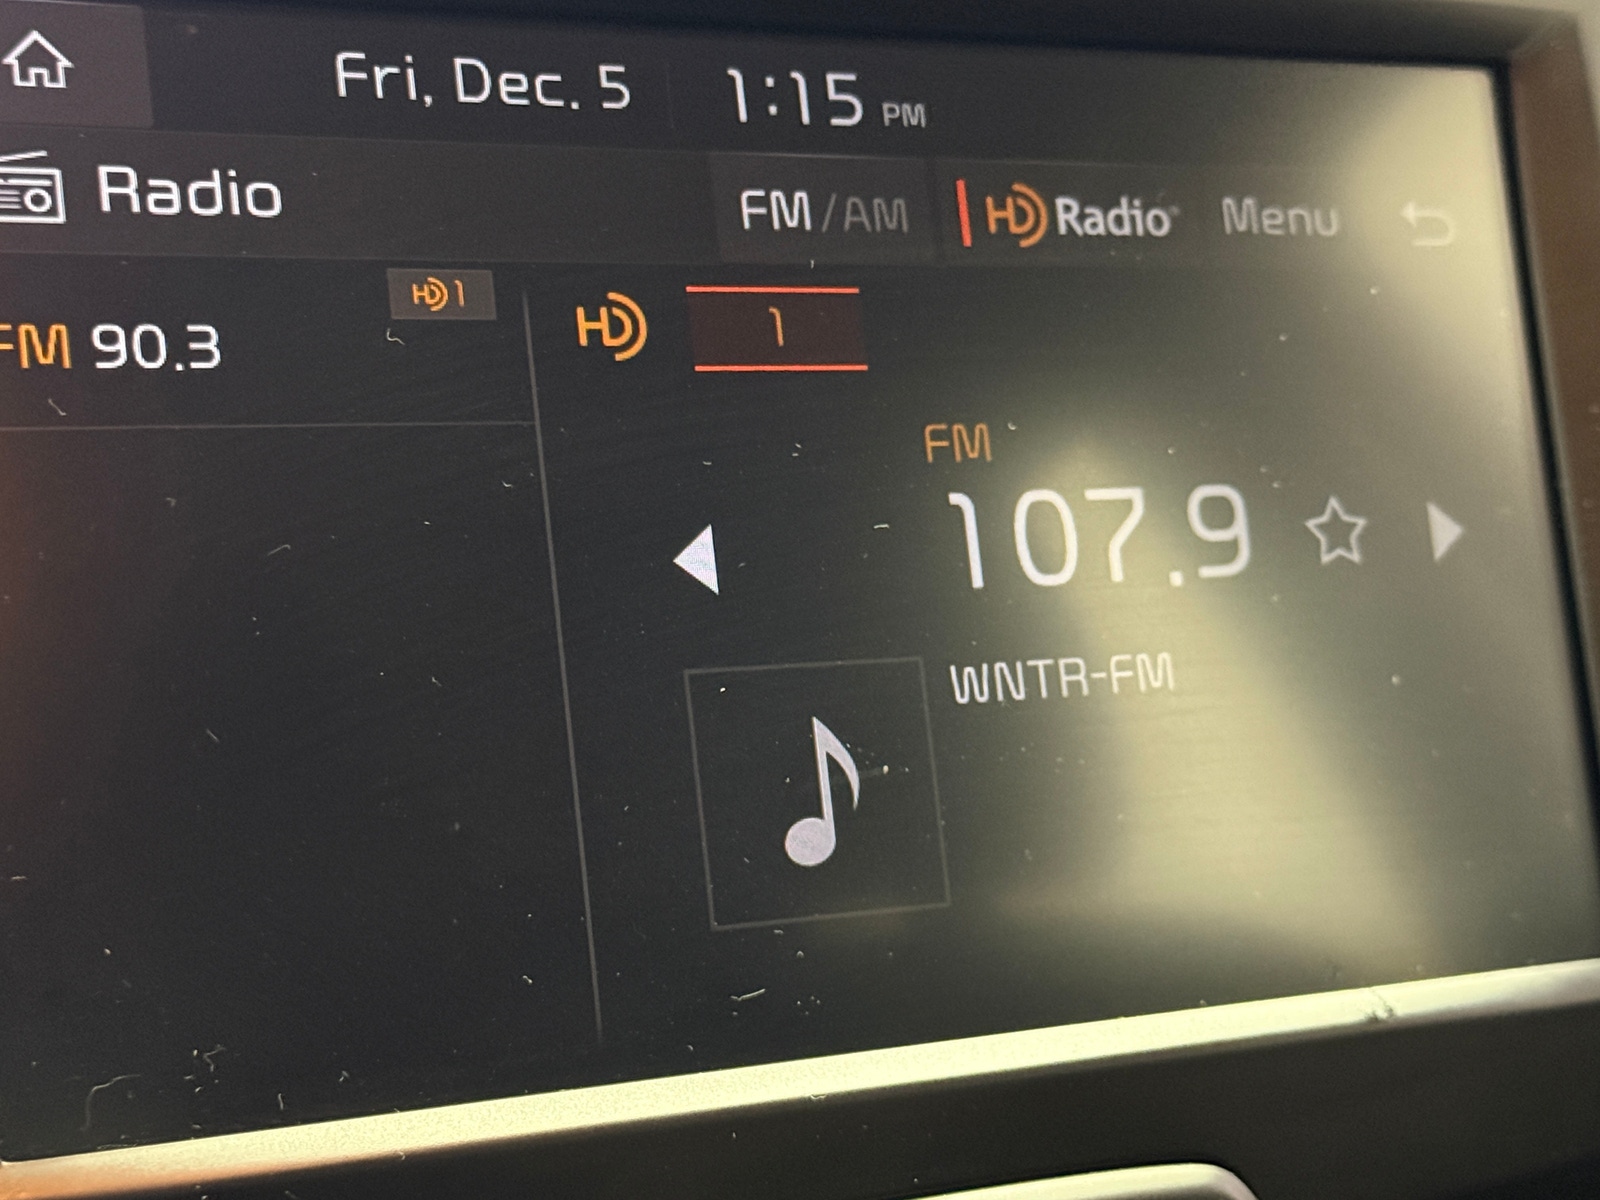 Fri, Dec. 5 1:15 PM
Radio FM/AM HD Radio Menu
FM 90.3 HD 1
HD 1
FM
107.9
WNTR-FM